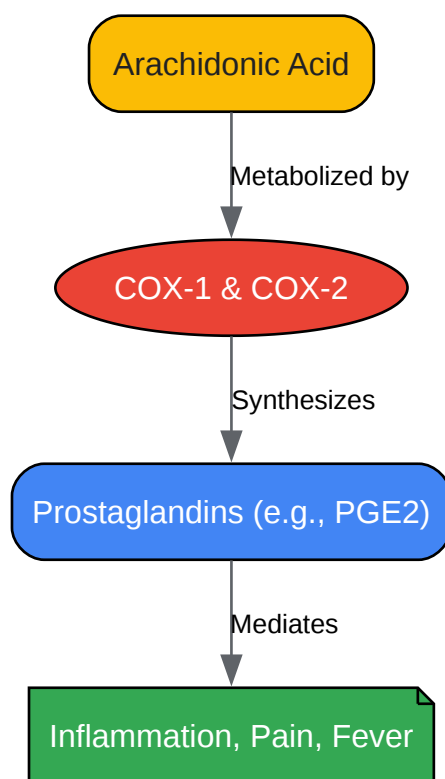 Arachidonic Acid
Metabolized by
COX-1 & COX-2
Synthesizes
Prostaglandins (e.g., PGE2)
Mediates
Inflammation, Pain, Fever